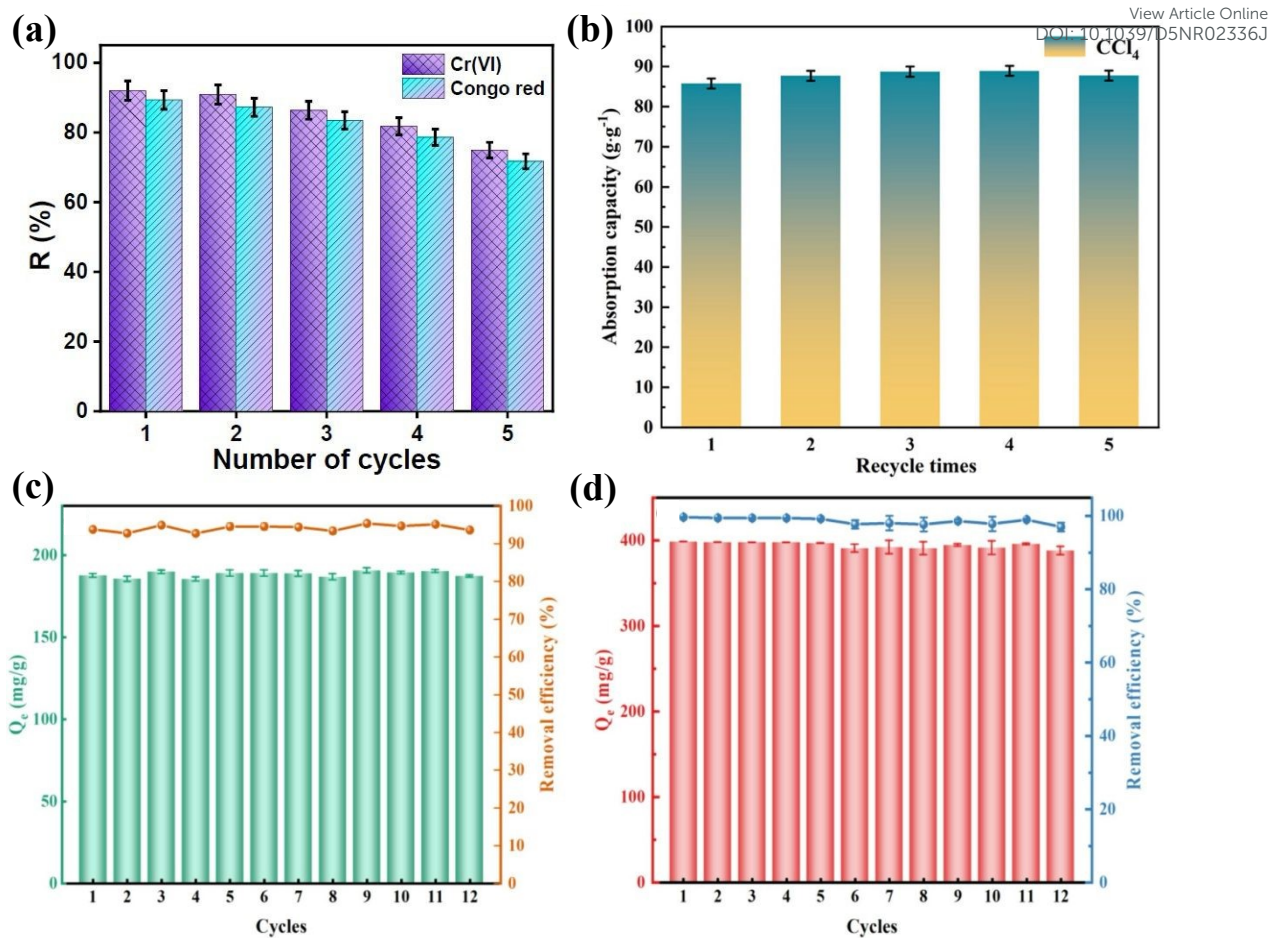 View Article Online
DOI: 10.1039/D5NR02336J
(a)
100
80
60
40
20
0
R (%)
Cr(VI)
Congo red
1 2 3 4 5
Number of cycles
(b)
100
90
80
70
60
50
40
30
20
10
0
Absorption capacity (g·g⁻¹)
CCl₄
1 2 3 4 5
Recycle times
(c)
200
150
100
50
0
Qₑ (mg/g)
100
90
80
70
60
50
40
30
20
10
0
Removal efficiency (%)
1 2 3 4 5 6 7 8 9 10 11 12
Cycles
(d)
400
300
200
100
0
Qₑ (mg/g)
100
80
60
40
20
0
Removal efficiency (%)
1 2 3 4 5 6 7 8 9 10 11 12
Cycles